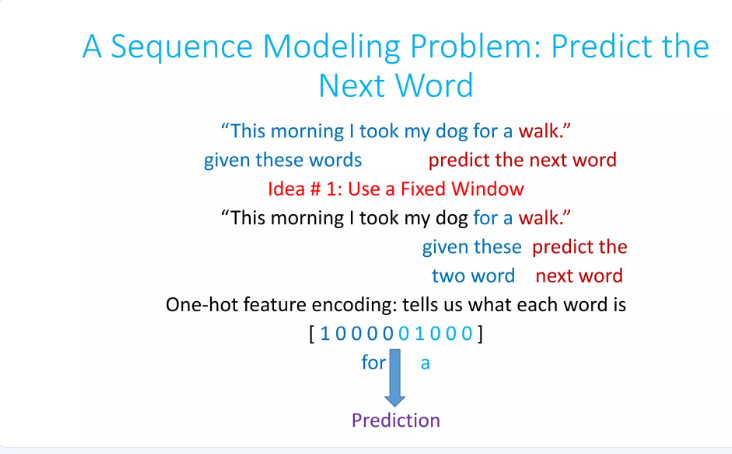 A Sequence Modeling Problem: Predict the
Next Word
“This morning I took my dog for a walk.”
given these words predict the next word
Idea # 1: Use a Fixed Window
“This morning I took my dog for a walk.”
given these predict the
two word next word
One-hot feature encoding: tells us what each word is
[ 1 0 0 0 0 0 1 0 0 0 ]
for a
Prediction